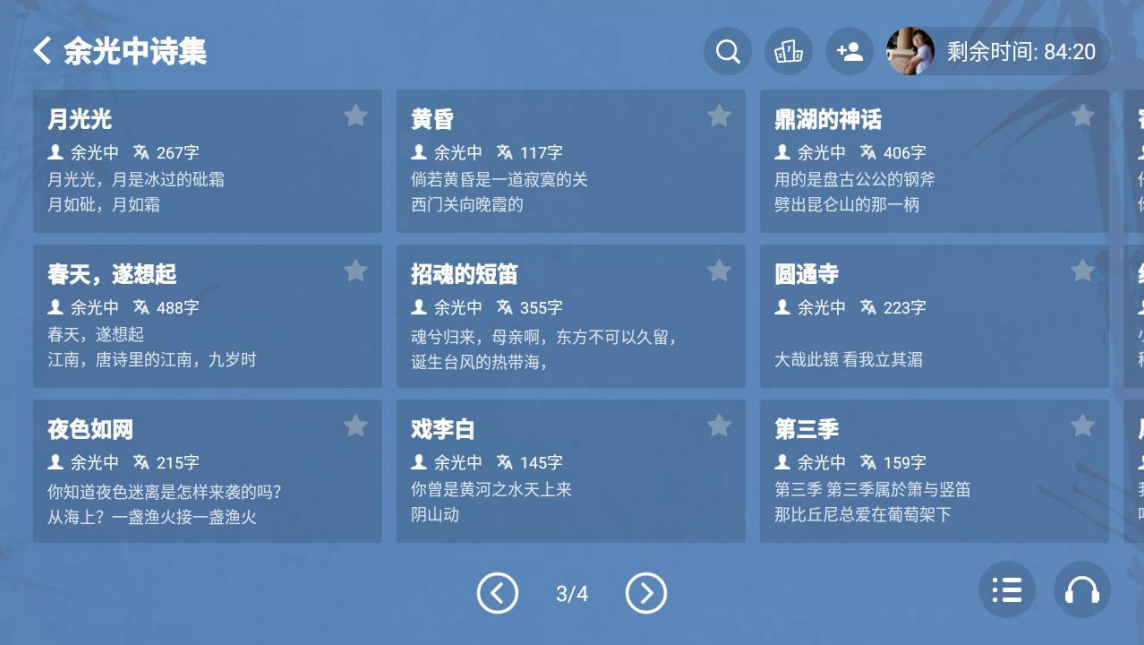 余光中诗集
剩余时间: 84:20
月光光
余光中 267字
月光光，月是冰过的砒霜
月如砒，月如霜
黄昏
余光中 117字
倘若黄昏是一道寂寞的关
西门关向晚霞的
鼎湖的神话
余光中 406字
用的是盘古公公的钢斧
劈出昆仑山的那一柄
春天，遂想起
余光中 488字
春天，遂想起
江南，唐诗里的江南，九岁时
招魂的短笛
余光中 355字
魂兮归来，母亲啊，东方不可以久留，
诞生台风的热带海，
圆通寺
余光中 223字
大哉此镜 看我立其湄
夜色如网
余光中 215字
你知道夜色迷离是怎样来袭的吗？
从海上？一盏渔火接一盏渔火
戏李白
余光中 145字
你曾是黄河之水天上来
阴山动
第三季
余光中 159字
第三季 第三季属於箫与竖笛
那比丘尼总爱在葡萄架下
3/4